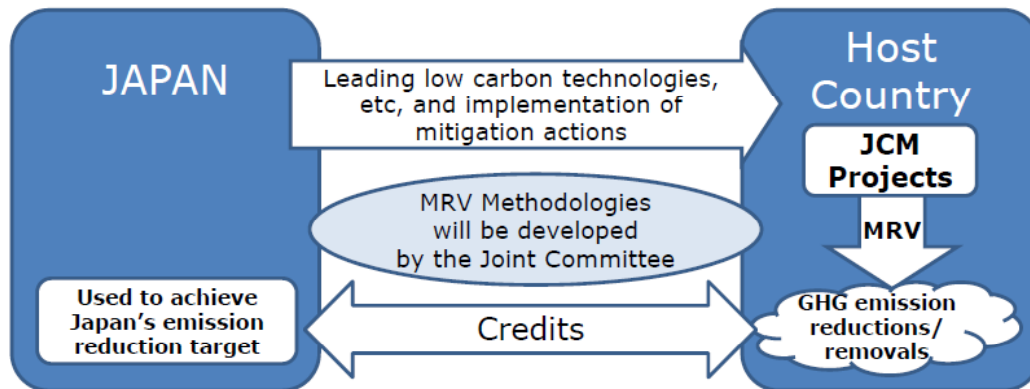 JAPAN
Leading low carbon technologies,
etc, and implementation of
mitigation actions
Host
Country
JCM
Projects
MRV
MRV Methodologies
will be developed
by the Joint Committee
Used to achieve
Japan's emission
reduction target
Credits
GHG emission
reductions/
removals